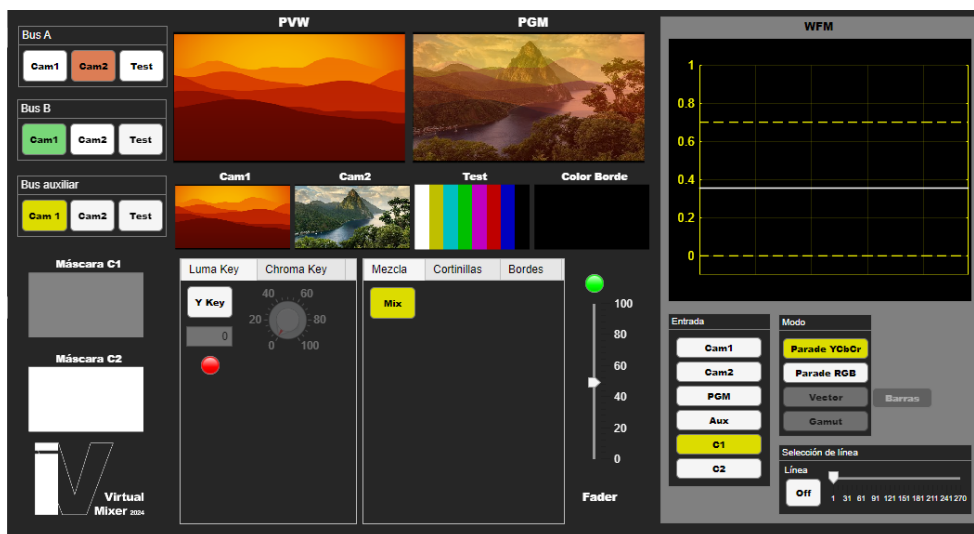 PVW
PGM
WFM
Bus A
Cam1 Cam2 Test
Bus B
Cam1 Cam2 Test
Bus auxiliar
Cam 1 Cam2 Test
Cam1
Cam2
Test
Color Borde
Máscara C1
Máscara C2
Virtual
Mixer 2024
Luma Key Chroma Key
Y Key
0
0 20 40 60 80 100
Mezcla Cortinillas Bordes
Mix
100
80
60
40
20
0
Fader
1
0.8
0.6
0.4
0.2
0
Entrada
Cam1
Cam2
PGM
Aux
C1
C2
Modo
Parade YCbCr
Parade RGB
Vector
Gamut
Barras
Selección de línea
Línea
Off
1 31 61 91 121 151 181 211 241 270